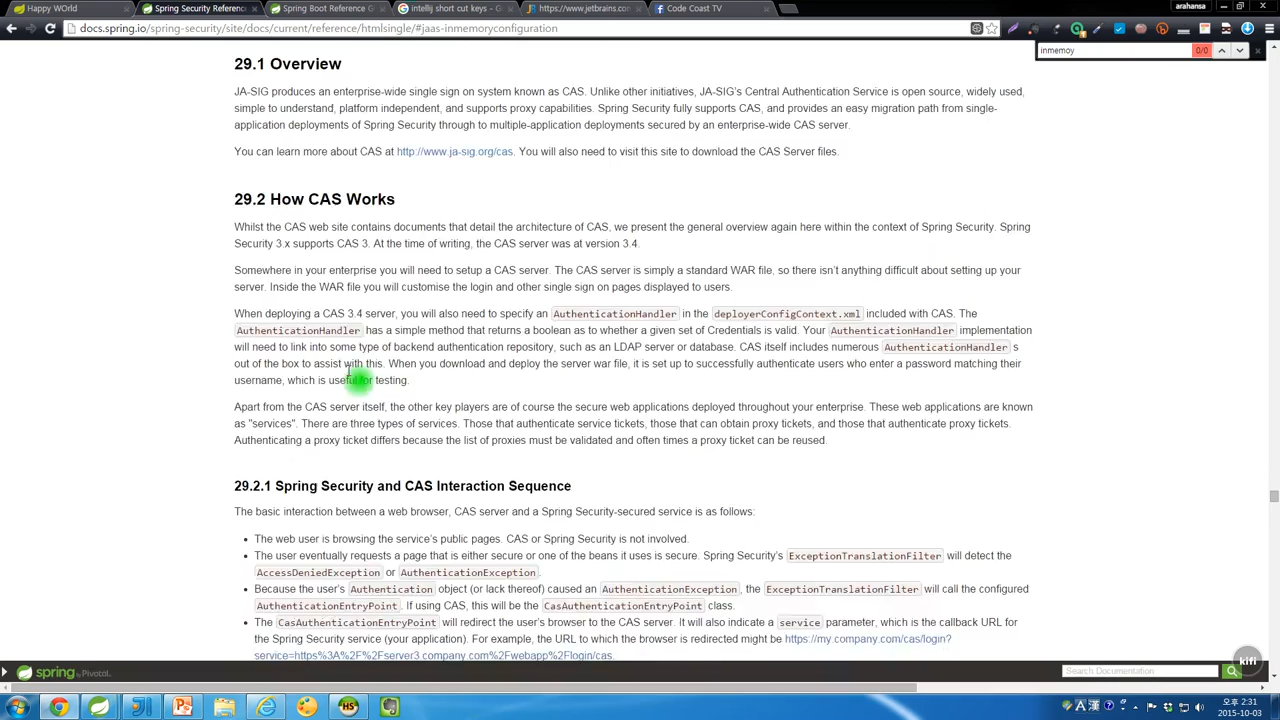 Happy WOrld
Spring Security Referenc
Spring Boot Reference G
intellij short cut keys - G
https://www.jetbrains.com
Code Coast TV
arahansa
docs.spring.io/spring-security/site/docs/current/reference/htmlsingle/#jaas-inmemoryconfiguration
inmemoy
0/0
29.1 Overview
JA-SIG produces an enterprise-wide single sign on system known as CAS. Unlike other initiatives, JA-SIG's Central Authentication Service is open source, widely used,
simple to understand, platform independent, and supports proxy capabilities. Spring Security fully supports CAS, and provides an easy migration path from single-
application deployments of Spring Security through to multiple-application deployments secured by an enterprise-wide CAS server.
You can learn more about CAS at http://www.ja-sig.org/cas. You will also need to visit this site to download the CAS Server files.
29.2 How CAS Works
Whilst the CAS web site contains documents that detail the architecture of CAS, we present the general overview again here within the context of Spring Security. Spring
Security 3.x supports CAS 3. At the time of writing, the CAS server was at version 3.4.
Somewhere in your enterprise you will need to setup a CAS server. The CAS server is simply a standard WAR file, so there isn't anything difficult about setting up your
server. Inside the WAR file you will customise the login and other single sign on pages displayed to users.
When deploying a CAS 3.4 server, you will also need to specify an AuthenticationHandler in the deployerConfigContext.xml included with CAS. The
AuthenticationHandler has a simple method that returns a boolean as to whether a given set of Credentials is valid. Your AuthenticationHandler implementation
will need to link into some type of backend authentication repository, such as an LDAP server or database. CAS itself includes numerous AuthenticationHandler s
out of the box to assist with this. When you download and deploy the server war file, it is set up to successfully authenticate users who enter a password matching their
username, which is useful for testing.
Apart from the CAS server itself, the other key players are of course the secure web applications deployed throughout your enterprise. These web applications are known
as "services". There are three types of services. Those that authenticate service tickets, those that can obtain proxy tickets, and those that authenticate proxy tickets.
Authenticating a proxy ticket differs because the list of proxies must be validated and often times a proxy ticket can be reused.
29.2.1 Spring Security and CAS Interaction Sequence
The basic interaction between a web browser, CAS server and a Spring Security-secured service is as follows:
• The web user is browsing the service's public pages. CAS or Spring Security is not involved.
• The user eventually requests a page that is either secure or one of the beans it uses is secure. Spring Security's ExceptionTranslationFilter will detect the
AccessDeniedException or AuthenticationException.
• Because the user's Authentication object (or lack thereof) caused an AuthenticationException, the ExceptionTranslationFilter will call the configured
AuthenticationEntryPoint. If using CAS, this will be the CasAuthenticationEntryPoint class.
• The CasAuthenticationEntryPoint will redirect the user's browser to the CAS server. It will also indicate a service parameter, which is the callback URL for
the Spring Security service (your application). For example, the URL to which the browser is redirected might be https://my.company.com/cas/login?
service=https%3A%2F%2Fserver3.company.com%2Fwebapp%2Flogin/cas.
kifi
spring by Pivotal.
Search Documentation
오후 2:31
2015-10-03